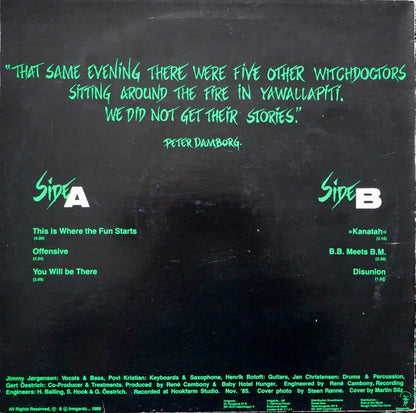 "THAT SAME EVENING THERE WERE FIVE OTHER WITCHDOCTORS
SITTING AROUND THE FIRE IN YAWALLAPITI.
WE DID NOT GET THEIR STORIES."
PETER DAMBORG.
SIDE A
This is Where the Fun Starts
Offensive
You Will be There
SIDE B
»Kanatah«
B.B. Meets B.M.
Disunion
Jimmy Jørgensen: Vocals & Bass, Povl Kristian: Keyboards & Saxophone, Henrik Botoft: Guitars, Jan Christensen: Drums & Percussion,
Gert Oestrich: Co-Producer & Treatments. Produced by René Cambony & Baby Hotel Hunger, Engineered by René Cambony, Recording
Engineers: H. Balling, S. Hook & G. Oestrich. Recorded at Hookfarm Studio. Nov. '85. Cover photo by Steen Rønne. Cover by Martin Silz
All Rights Reserved, ℗ & © Irmgardz... 1986